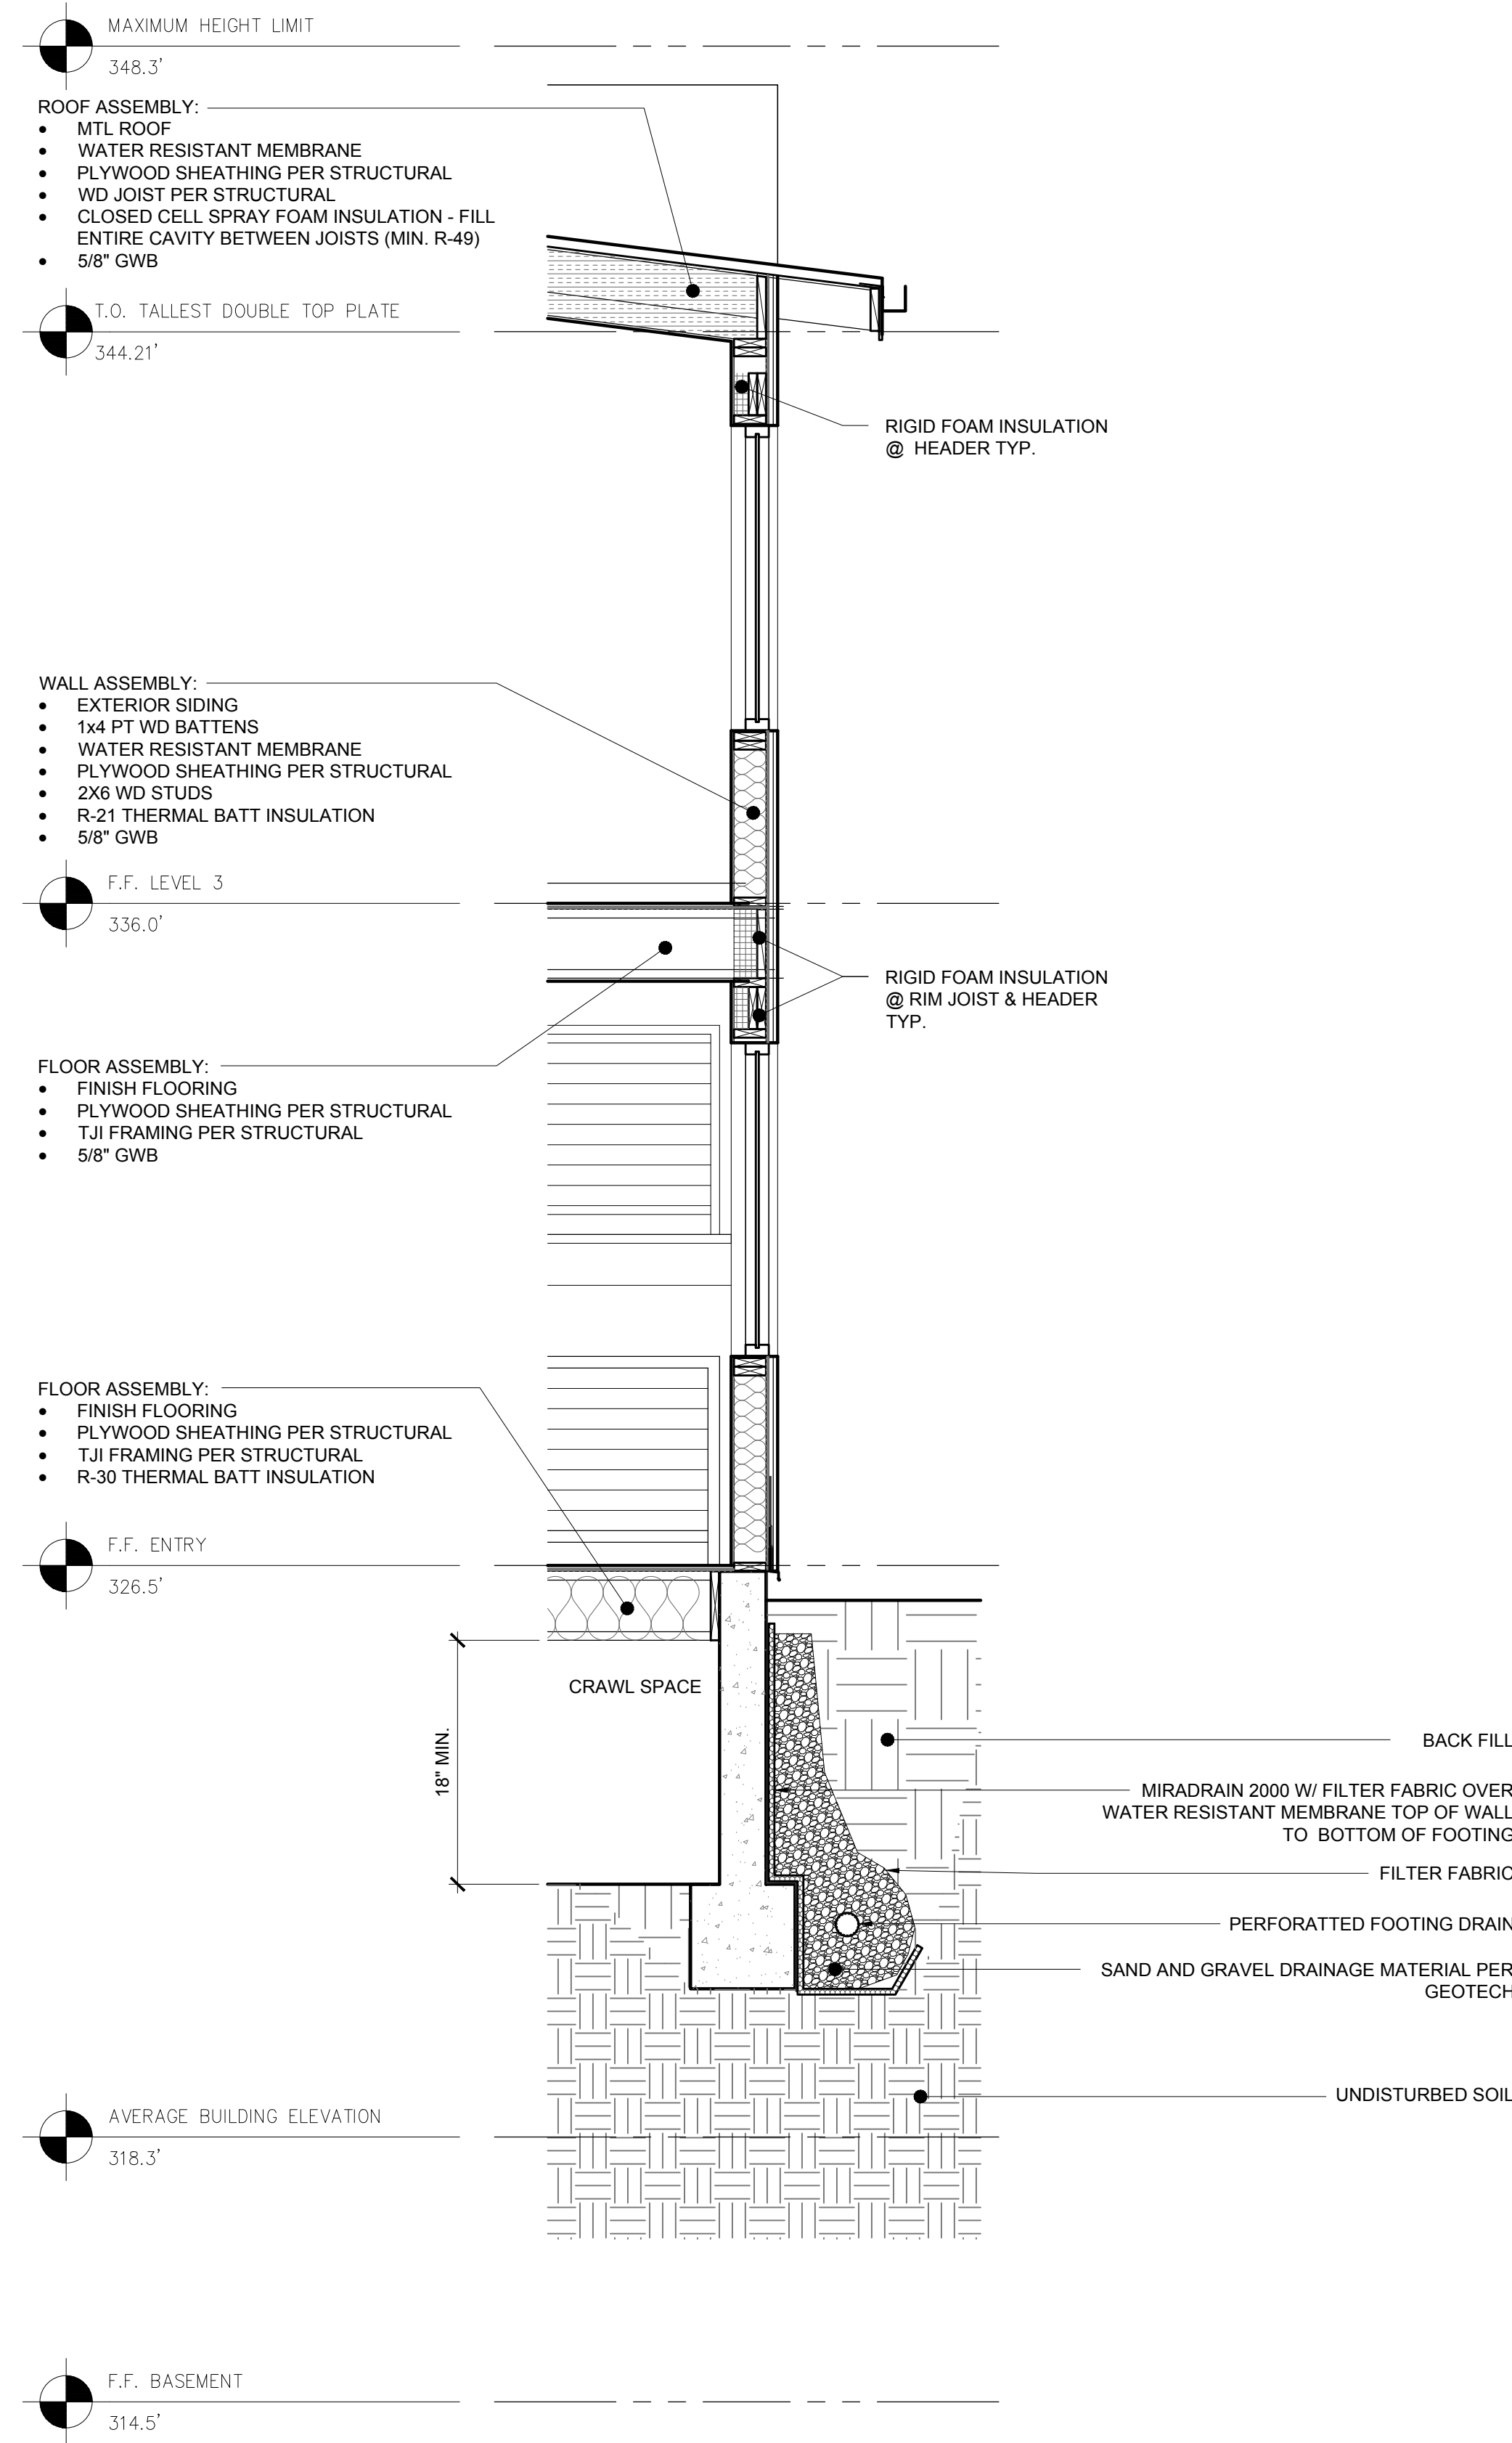 MAXIMUM HEIGHT LIMIT
348.3'
ROOF ASSEMBLY:
• MTL ROOF
• WATER RESISTANT MEMBRANE
• PLYWOOD SHEATHING PER STRUCTURAL
• WD JOIST PER STRUCTURAL
• CLOSED CELL SPRAY FOAM INSULATION - FILL
ENTIRE CAVITY BETWEEN JOISTS (MIN. R-49)
• 5/8" GWB
T.O. TALLEST DOUBLE TOP PLATE
344.21'
RIGID FOAM INSULATION
@ HEADER TYP.
WALL ASSEMBLY:
• EXTERIOR SIDING
• 1x4 PT WD BATTENS
• WATER RESISTANT MEMBRANE
• PLYWOOD SHEATHING PER STRUCTURAL
• 2X6 WD STUDS
• R-21 THERMAL BATT INSULATION
• 5/8" GWB
F.F. LEVEL 3
336.0'
RIGID FOAM INSULATION
@ RIM JOIST & HEADER
TYP.
FLOOR ASSEMBLY:
• FINISH FLOORING
• PLYWOOD SHEATHING PER STRUCTURAL
• TJI FRAMING PER STRUCTURAL
• 5/8" GWB
FLOOR ASSEMBLY:
• FINISH FLOORING
• PLYWOOD SHEATHING PER STRUCTURAL
• TJI FRAMING PER STRUCTURAL
• R-30 THERMAL BATT INSULATION
F.F. ENTRY
326.5'
CRAWL SPACE
18" MIN.
BACK FILL
MIRADRAIN 2000 W/ FILTER FABRIC OVER
WATER RESISTANT MEMBRANE TOP OF WALL
TO BOTTOM OF FOOTING
FILTER FABRIC
PERFORATTED FOOTING DRAIN
SAND AND GRAVEL DRAINAGE MATERIAL PER
GEOTECH
UNDISTURBED SOIL
AVERAGE BUILDING ELEVATION
318.3'
F.F. BASEMENT
314.5'